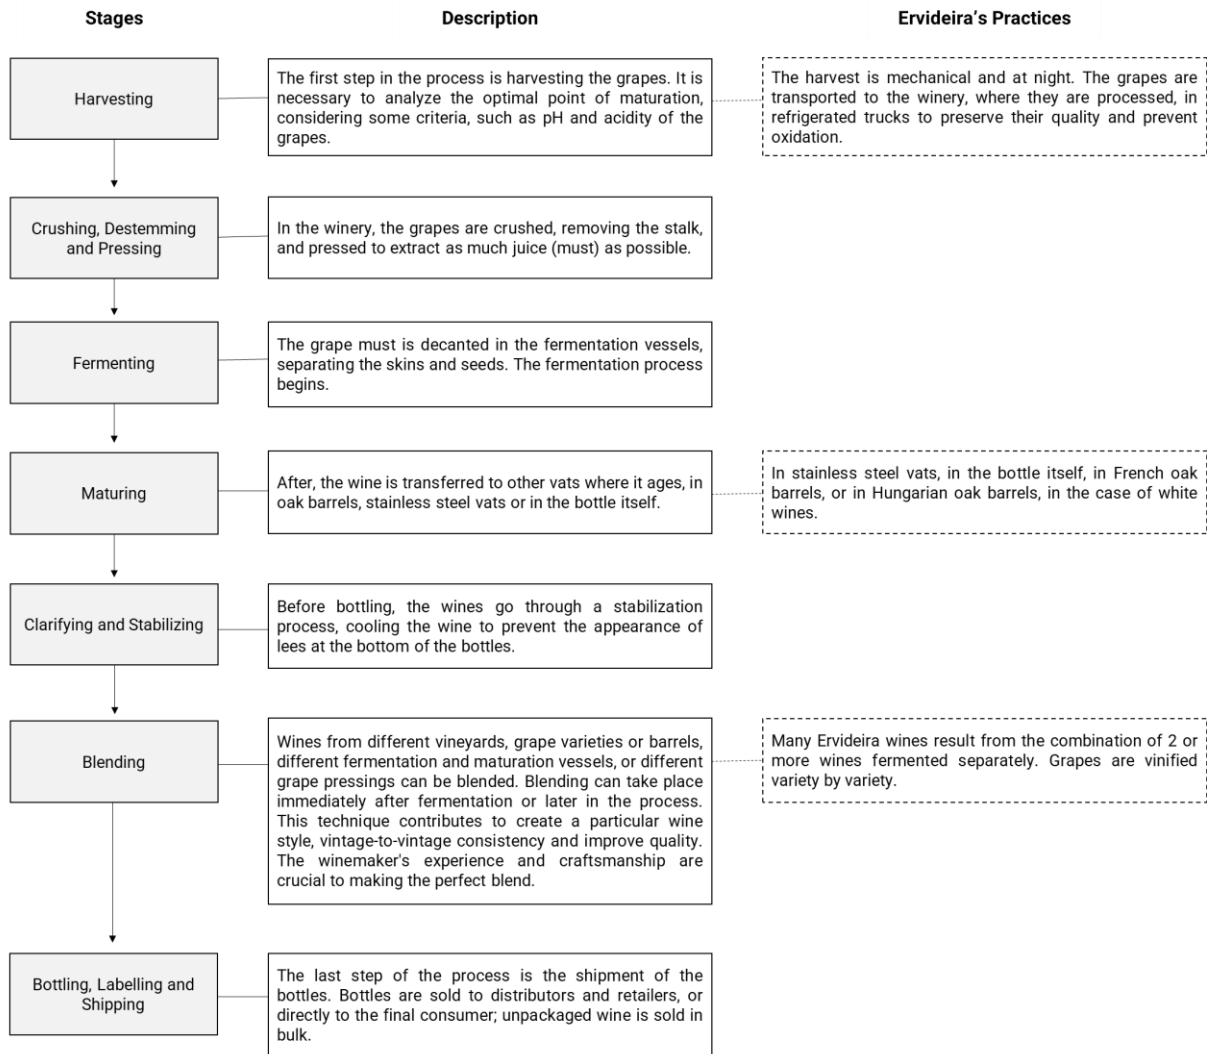 Stages
Description
Ervideira's Practices
Harvesting
The first step in the process is harvesting the grapes. It is
necessary to analyze the optimal point of maturation,
considering some criteria, such as pH and acidity of the
grapes.
The harvest is mechanical and at night. The grapes are
transported to the winery, where they are processed, in
refrigerated trucks to preserve their quality and prevent
oxidation.
Crushing, Destemming
and Pressing
In the winery, the grapes are crushed, removing the stalk,
and pressed to extract as much juice (must) as possible.
Fermenting
The grape must is decanted in the fermentation vessels,
separating the skins and seeds. The fermentation process
begins.
Maturing
After, the wine is transferred to other vats where it ages, in
oak barrels, stainless steel vats or in the bottle itself.
In stainless steel vats, in the bottle itself, in French oak
barrels, or in Hungarian oak barrels, in the case of white
wines.
Clarifying and Stabilizing
Before bottling, the wines go through a stabilization
process, cooling the wine to prevent the appearance of
lees at the bottom of the bottles.
Blending
Wines from different vineyards, grape varieties or barrels,
different fermentation and maturation vessels, or different
grape pressings can be blended. Blending can take place
immediately after fermentation or later in the process.
This technique contributes to create a particular wine
style, vintage-to-vintage consistency and improve quality.
The winemaker's experience and craftsmanship are
crucial to making the perfect blend.
Many Ervideira wines result from the combination of 2 or
more wines fermented separately. Grapes are vinified
variety by variety.
Bottling, Labelling and
Shipping
The last step of the process is the shipment of the
bottles. Bottles are sold to distributors and retailers, or
directly to the final consumer; unpackaged wine is sold in
bulk.